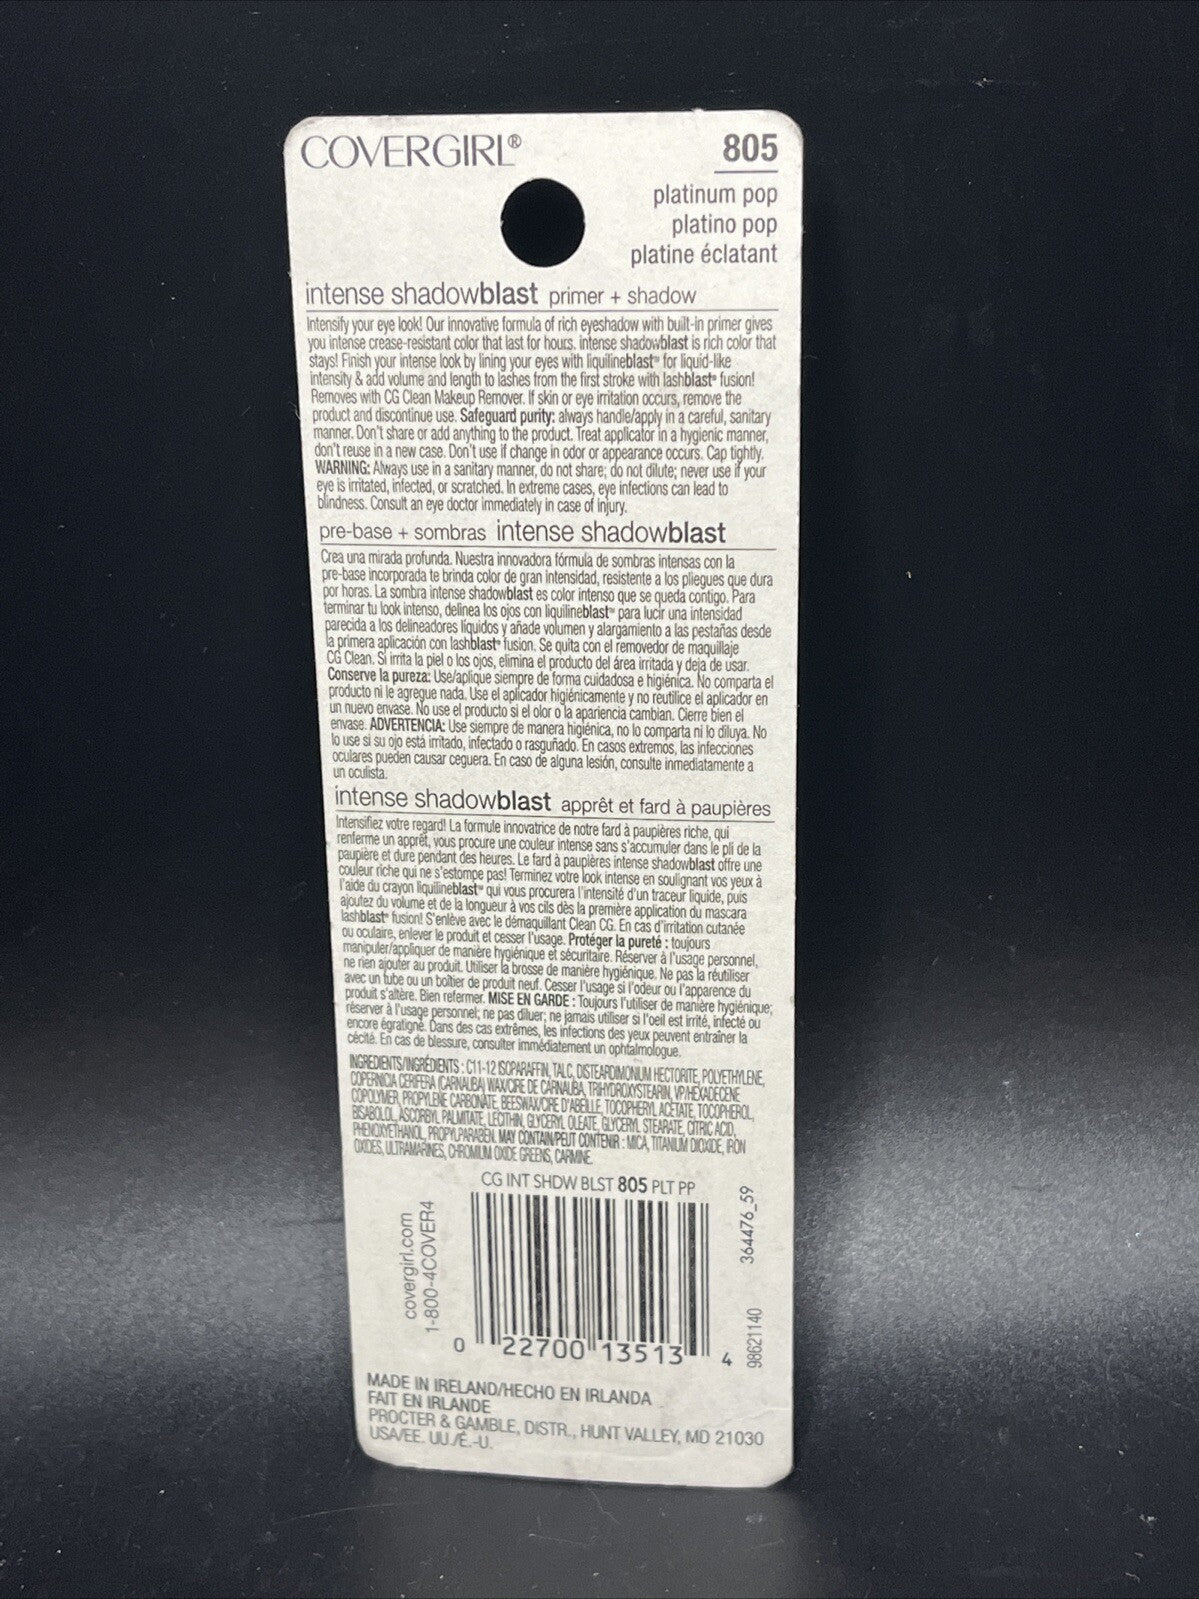 COVERGIRL®
805
platinum pop
platino pop
platine éclatant
intense shadowblast primer + shadow
Intensify your eye look! Our innovative formula of rich eyeshadow with built-in primer gives
you intense crease-resistant color that last for hours. intense shadowblast is rich color that
stays! Finish your intense look by lining your eyes with liquilineblast™ for liquid-like
intensity & add volume and length to lashes from the first stroke with lashblast® fusion!
Removes with CG Clean Makeup Remover. If skin or eye irritation occurs, remove the
product and discontinue use. Safeguard purity: always handle/apply in a careful, sanitary
manner. Don't share or add anything to the product. Treat applicator in a hygienic manner,
don't reuse in a new case. Don't use if change in odor or appearance occurs. Cap tightly.
WARNING: Always use in a sanitary manner, do not share; do not dilute; never use if your
eye is irritated, infected, or scratched. In extreme cases, eye infections can lead to
blindness. Consult an eye doctor immediately in case of injury.
pre-base + sombras intense shadowblast
Crea una mirada profunda. Nuestra innovadora fórmula de sombras intensas con la
pre-base incorporada te brinda color de gran intensidad, resistente a los pliegues que dura
por horas. La sombra intense shadowblast es color intenso que se queda contigo. Para
terminar tu look intenso, delinea los ojos con liquilineblast™ para lucir una intensidad
parecida a los delineadores líquidos y añade volumen y alargamiento a las pestañas desde
la primera aplicación con lashblast® fusion. Se quita con el removedor de maquillaje
CG Clean. Si irrita la piel o los ojos, elimina el producto del área irritada y deja de usar.
Conserve la pureza: Use/aplique siempre de forma cuidadosa e higiénica. No comparta el
producto ni le agregue nada. Use el aplicador higiénicamente y no reutilice el aplicador en
un nuevo envase. No use el producto si el olor o la apariencia cambian. Cierre bien el
envase. ADVERTENCIA: Use siempre de manera higiénica, no lo comparta ni lo diluya. No
lo use si su ojo está irritado, infectado o rasguñado. En casos extremos, las infecciones
oculares pueden causar ceguera. En caso de alguna lesión, consulte inmediatamente a
un oculista.
intense shadowblast apprêt et fard à paupières
Intensifiez votre regard! La formule innovatrice de notre fard à paupières riche, qui
renferme un apprêt, vous procure une couleur intense sans s'accumuler dans le pli de la
paupière et dure pendant des heures. Le fard à paupières intense shadowblast offre une
couleur riche qui ne s'estompe pas! Terminez votre look intense en soulignant vos yeux à
l'aide du crayon liquilineblast™ qui vous procurera l'intensité d'un traceur liquide, puis
ajoutez du volume et de la longueur à vos cils dès la première application du mascara
lashblast® fusion! S'enlève avec le démaquillant Clean CG. En cas d'irritation cutanée
ou oculaire, enlever le produit et cesser l'usage. Protéger la pureté : toujours
manipuler/appliquer de manière hygiénique et sécuritaire. Réserver à l'usage personnel,
ne rien ajouter au produit. Utiliser la brosse de manière hygiénique. Ne pas la réutiliser
avec un tube ou un boîtier de produit neuf. Cesser l'usage si l'odeur ou l'apparence du
produit s'altère. Bien refermer. MISE EN GARDE : Toujours l'utiliser de manière hygiénique;
réserver à l'usage personnel; ne pas diluer; ne jamais utiliser si l'oeil est irrité, infecté ou
encore égratigné. Dans des cas extrêmes, les infections des yeux peuvent entraîner la
cécité. En cas de blessure, consulter immédiatement un ophtalmologue.
INGREDIENTS/INGRÉDIENTS : C11-12 ISOPARAFFIN, TALC, DISTEARDIMONIUM HECTORITE, POLYETHYLENE,
COPERNICIA CERIFERA (CARNAUBA) WAX/CIRE DE CARNAUBA, TRIHYDROXYSTEARIN, VP/HEXADECENE
COPOLYMER, PROPYLENE CARBONATE, BEESWAX/CIRE D'ABEILLE, TOCOPHERYL ACETATE, TOCOPHEROL,
BISABOLOL, ASCORBYL PALMITATE, LECITHIN, GLYCERYL OLEATE, GLYCERYL STEARATE, CITRIC ACID,
PHENOXYETHANOL, PROPYLPARABEN. MAY CONTAIN/PEUT CONTENIR : MICA, TITANIUM DIOXIDE, IRON
OXIDES, ULTRAMARINES, CHROMIUM OXIDE GREENS, CARMINE.
CG INT SHDW BLST 805 PLT PP
covergirl.com
1-800-4COVER4
0 22700 13513 4
364476_59
98621140
MADE IN IRELAND/HECHO EN IRLANDA
FAIT EN IRLANDE
PROCTER & GAMBLE, DISTR., HUNT VALLEY, MD 21030
USA/EE. UU./É.-U.